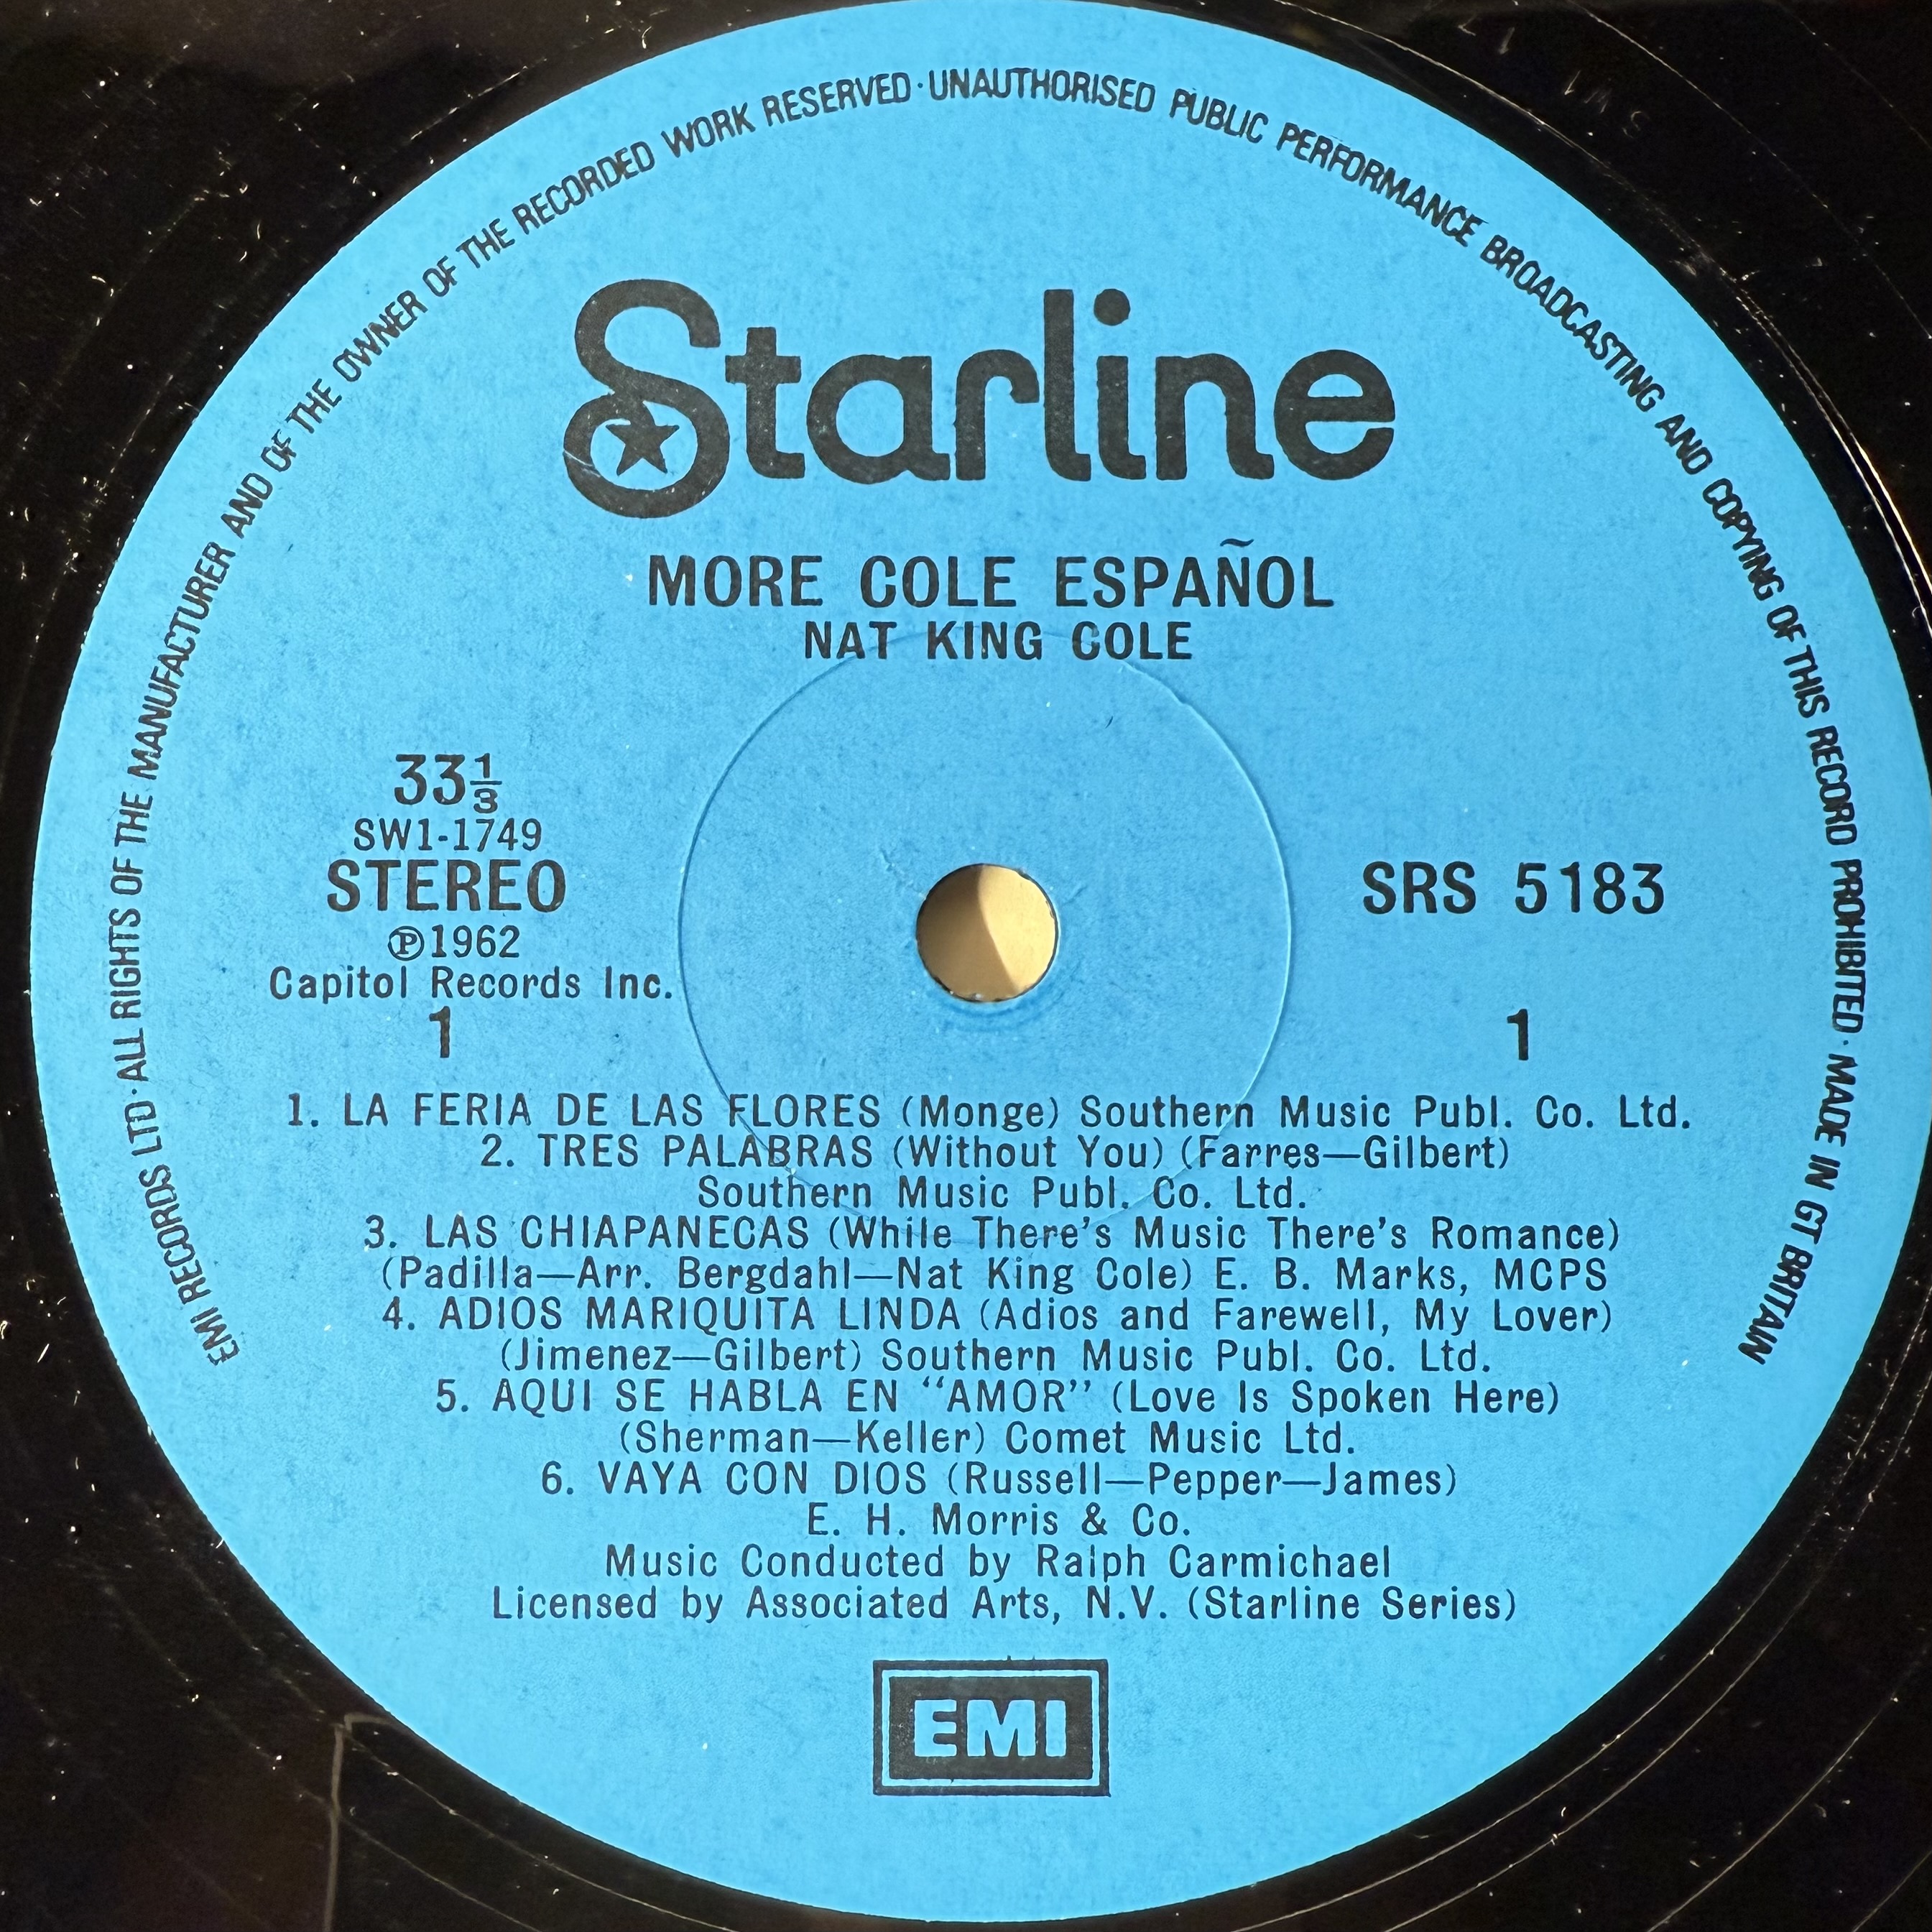 EMI RECORDS LTD · ALL RIGHTS OF THE MANUFACTURER AND OF THE OWNER OF THE RECORDED WORK RESERVED · UNAUTHORISED PUBLIC PERFORMANCE BROADCASTING AND COPYING OF THIS RECORD PROHIBITED · MADE IN GT BRITAIN
Starline
MORE COLE ESPAÑOL
NAT KING COLE
33⅓
SW1-1749
STEREO
℗1962
Capitol Records Inc.
1
SRS 5183
1
1. LA FERIA DE LAS FLORES (Monge) Southern Music Publ. Co. Ltd.
2. TRES PALABRAS (Without You) (Farres—Gilbert)
Southern Music Publ. Co. Ltd.
3. LAS CHIAPANECAS (While There's Music There's Romance)
(Padilla—Arr. Bergdahl—Nat King Cole) E. B. Marks, MCPS
4. ADIOS MARIQUITA LINDA (Adios and Farewell, My Lover)
(Jimenez—Gilbert) Southern Music Publ. Co. Ltd.
5. AQUI SE HABLA EN “AMOR” (Love Is Spoken Here)
(Sherman—Keller) Comet Music Ltd.
6. VAYA CON DIOS (Russell—Pepper—James)
E. H. Morris & Co.
Music Conducted by Ralph Carmichael
Licensed by Associated Arts, N.V. (Starline Series)
EMI